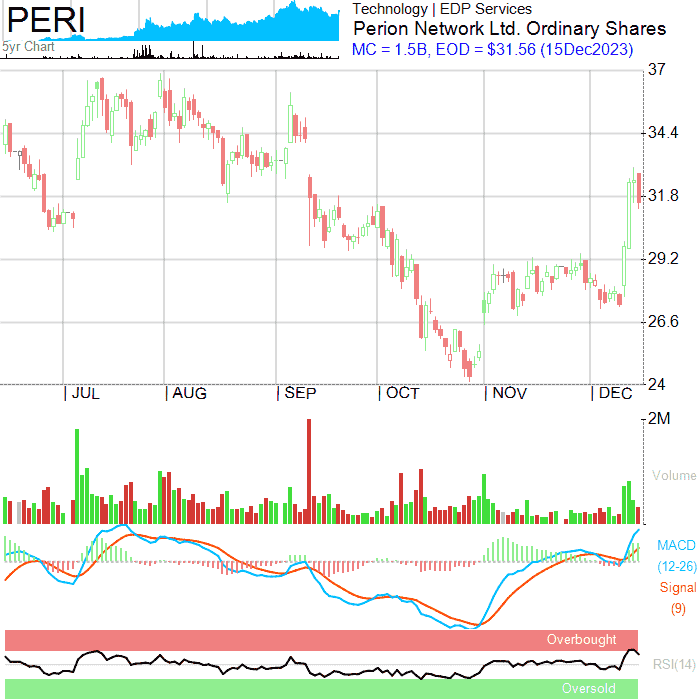 PERI
5yr Chart
Technology | EDP Services
Perion Network Ltd. Ordinary Shares
MC = 1.5B, EOD = $31.56 (15Dec2023)
37
34.4
31.8
29.2
26.6
24
| JUL | AUG | SEP | OCT | NOV | DEC
2M
Volume
MACD
(12-26)
Signal
(9)
Overbought
RSI(14)
Oversold